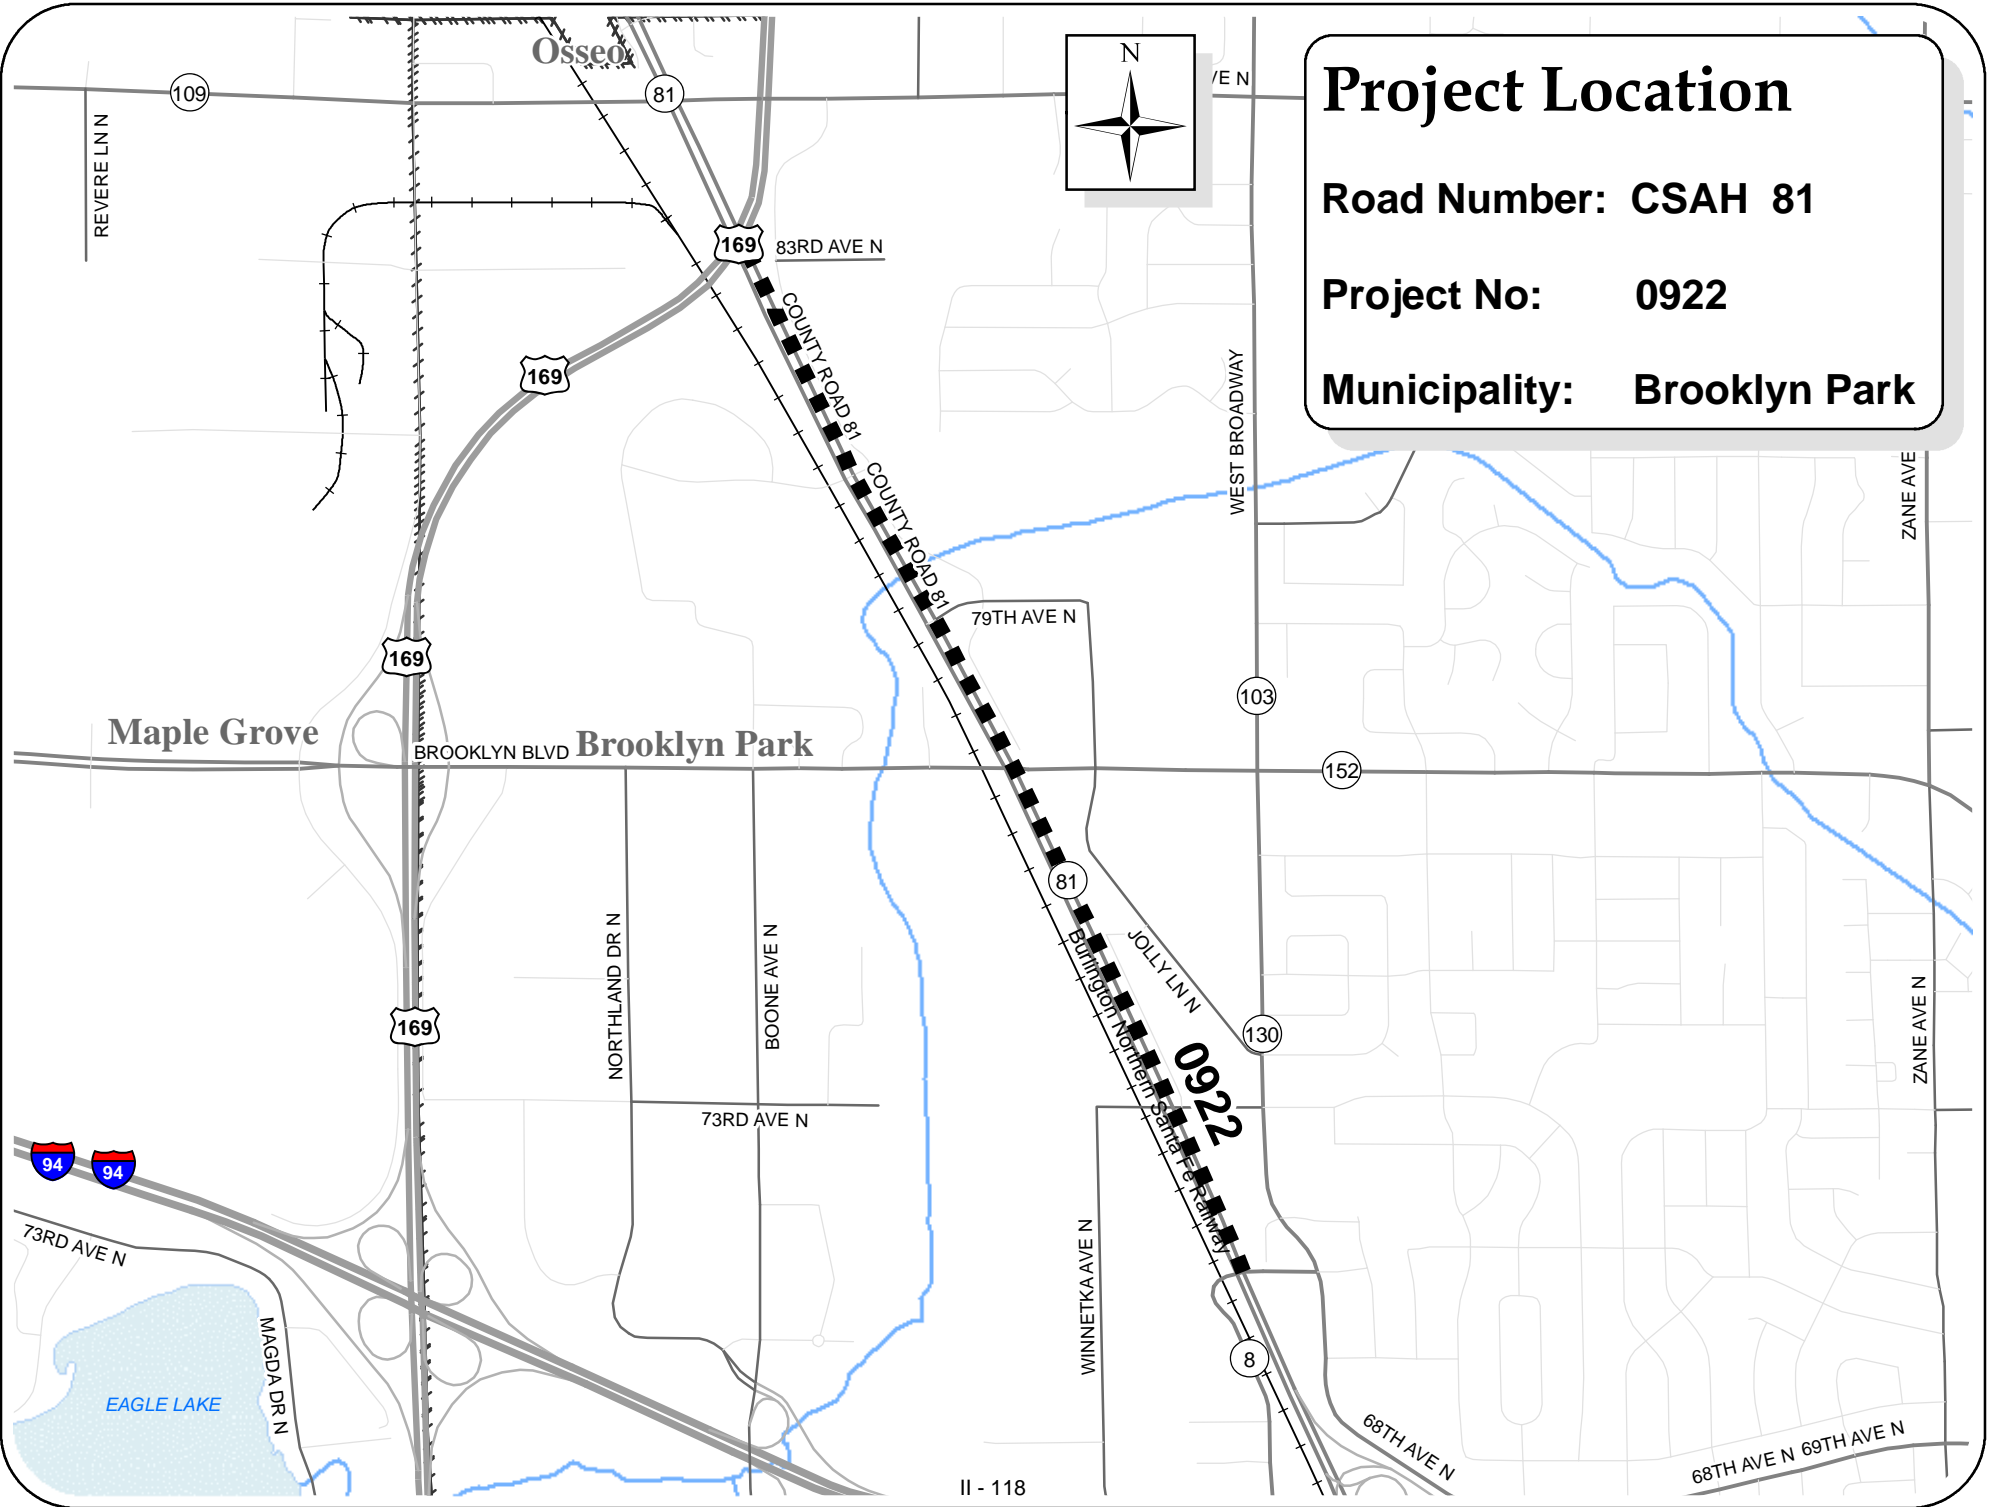 Project Location
Road Number: CSAH 81
Project No: 0922
Municipality: Brooklyn Park
N
VE N
Osseo
109
81
REVERE LN N
169
83RD AVE N
COUNTY ROAD 81
COUNTY ROAD 81
169
WEST BROADWAY
ZANE AVE
79TH AVE N
169
103
Maple Grove
BROOKLYN BLVD
Brooklyn Park
152
81
NORTHLAND DR N
BOONE AVE N
JOLLY LN N
Burlington Northern Santa Fe Railway
169
130
0922
ZANE AVE N
73RD AVE N
94
94
73RD AVE N
MAGDA DR N
EAGLE LAKE
WINNETKA AVE N
8
68TH AVE N
68TH AVE N
69TH AVE N
II - 118